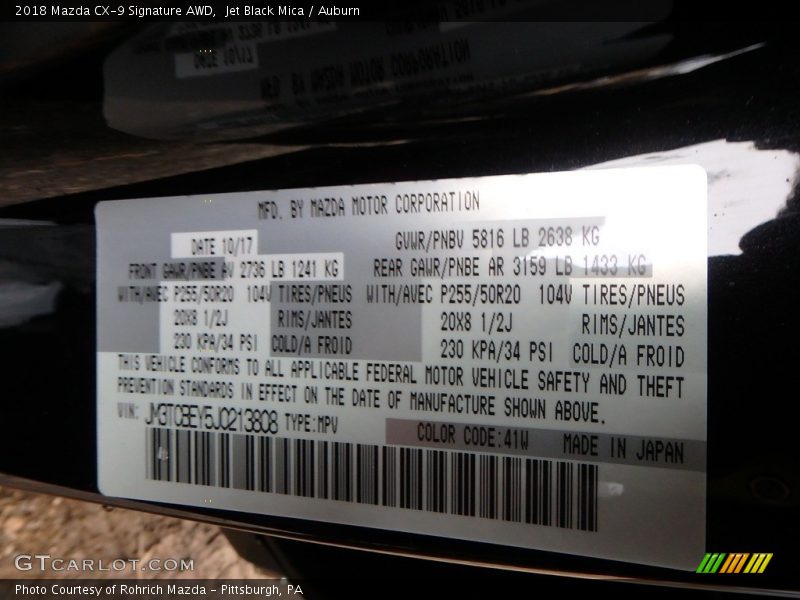 2018 Mazda CX-9 Signature AWD,  Jet Black Mica / Auburn
MFD. BY MAZDA MOTOR CORPORATION
DATE 10/17 GVWR/PNBV 5816 LB 2638 KG
FRONT GAWR/PNBE AV 2736 LB 1241 KG REAR GAWR/PNBE AR 3159 LB 1433 KG
WITH/AVEC P255/50R20 104V TIRES/PNEUS WITH/AVEC P255/50R20 104V TIRES/PNEUS
20X8 1/2J RIMS/JANTES 20X8 1/2J RIMS/JANTES
230 KPA/34 PSI COLD/A FROID 230 KPA/34 PSI COLD/A FROID
THIS VEHICLE CONFORMS TO ALL APPLICABLE FEDERAL MOTOR VEHICLE SAFETY AND THEFT
PREVENTION STANDARDS IN EFFECT ON THE DATE OF MANUFACTURE SHOWN ABOVE.
VIN: JM3TCBEY5J0213808 TYPE:MPV
COLOR CODE:41W MADE IN JAPAN
GTCARLOT.COM
Photo Courtesy of Rohrich Mazda - Pittsburgh, PA